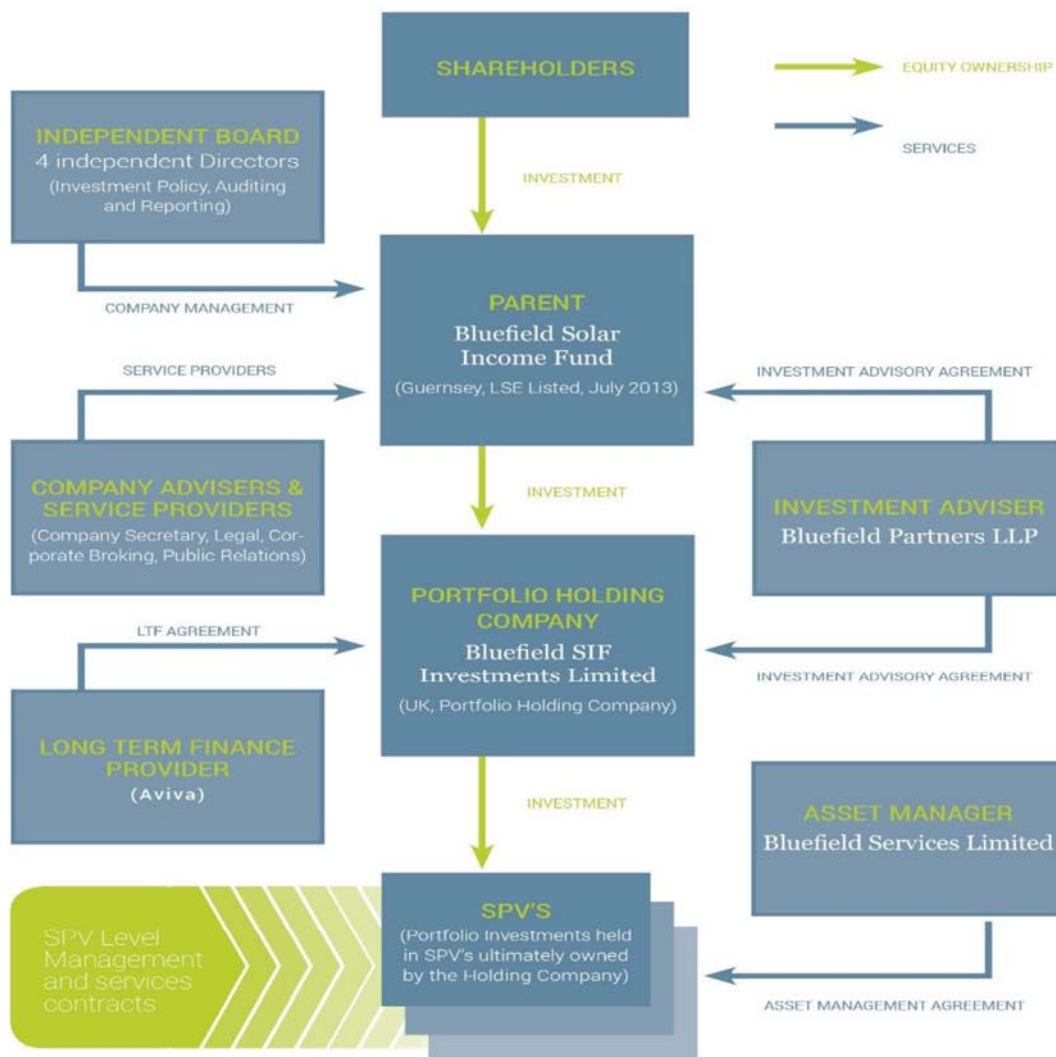 SHAREHOLDERS
EQUITY OWNERSHIP
SERVICES
INDEPENDENT BOARD
4 independent Directors
(Investment Policy, Auditing
and Reporting)
INVESTMENT
COMPANY MANAGEMENT
PARENT
Bluefield Solar
Income Fund
(Guernsey, LSE Listed, July 2013)
SERVICE PROVIDERS
INVESTMENT ADVISORY AGREEMENT
COMPANY ADVISERS &
SERVICE PROVIDERS
(Company Secretary, Legal, Cor-
porate Broking, Public Relations)
INVESTMENT
INVESTMENT ADVISER
Bluefield Partners LLP
PORTFOLIO HOLDING
COMPANY
Bluefield SIF
Investments Limited
(UK, Portfolio Holding Company)
LTF AGREEMENT
INVESTMENT ADVISORY AGREEMENT
LONG TERM FINANCE
PROVIDER
(Aviva)
INVESTMENT
ASSET MANAGER
Bluefield Services Limited
SPV Level
Management
and services
contracts
SPV'S
(Portfolio Investments held
in SPV's ultimately owned
by the Holding Company)
ASSET MANAGEMENT AGREEMENT